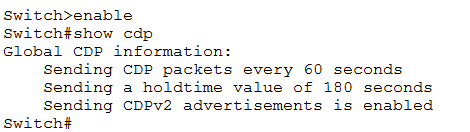 Switch>enable
Switch#show cdp
Global CDP information:
    Sending CDP packets every 60 seconds
    Sending a holdtime value of 180 seconds
    Sending CDPv2 advertisements is enabled
Switch#